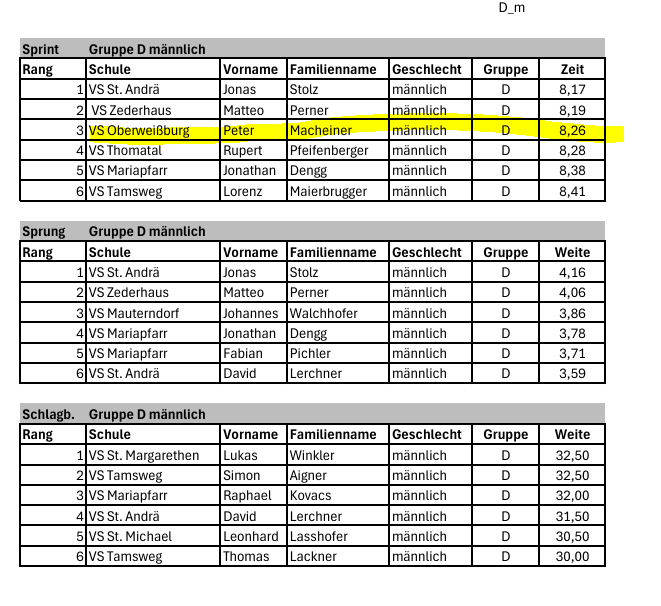 D_m
Sprint Gruppe D männlich
Rang Schule Vorname Familienname Geschlecht Gruppe Zeit
1 VS St. Andrä Jonas Stolz männlich D 8,17
2 VS Zederhaus Matteo Perner männlich D 8,19
3 VS Oberweißburg Peter Macheiner männlich D 8,26
4 VS Thomatal Rupert Pfeifenberger männlich D 8,28
5 VS Mariapfarr Jonathan Dengg männlich D 8,38
6 VS Tamsweg Lorenz Maierbrugger männlich D 8,41
Sprung Gruppe D männlich
Rang Schule Vorname Familienname Geschlecht Gruppe Weite
1 VS St. Andrä Jonas Stolz männlich D 4,16
2 VS Zederhaus Matteo Perner männlich D 4,06
3 VS Mauterndorf Johannes Walchhofer männlich D 3,86
4 VS Mariapfarr Jonathan Dengg männlich D 3,78
5 VS Mariapfarr Fabian Pichler männlich D 3,71
6 VS St. Andrä David Lerchner männlich D 3,59
Schlagb. Gruppe D männlich
Rang Schule Vorname Familienname Geschlecht Gruppe Weite
1 VS St. Margarethen Lukas Winkler männlich D 32,50
2 VS Tamsweg Simon Aigner männlich D 32,50
3 VS Mariapfarr Raphael Kovacs männlich D 32,00
4 VS St. Andrä David Lerchner männlich D 31,50
5 VS St. Michael Leonhard Lasshofer männlich D 30,50
6 VS Tamsweg Thomas Lackner männlich D 30,00